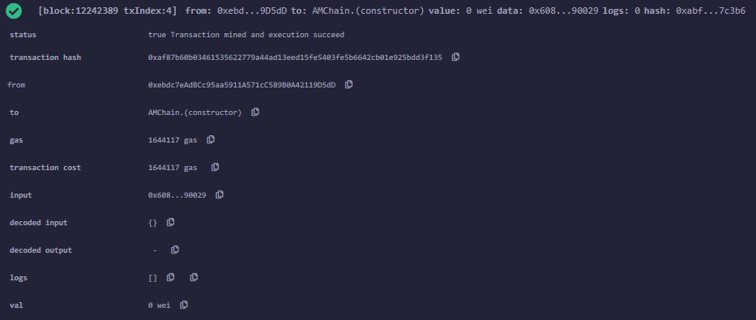 [block:12242389 txIndex:4] from: 0xebd...9D5dD to: AMChain.(constructor) value: 0 wei data: 0x608...90029 logs: 0 hash: 0xabf...7c3b6
status true Transaction mined and execution succeed
transaction hash 0xaf87b60b03461535622779a44ad13eed15fe5403fe5b6642cb01e925bdd3f135
from 0xebdc7eAdBCc95aa5911A571cC589B0A42119D5dD
to AMChain.(constructor)
gas 1644117 gas
transaction cost 1644117 gas
input 0x608...90029
decoded input {}
decoded output -
logs []
val 0 wei